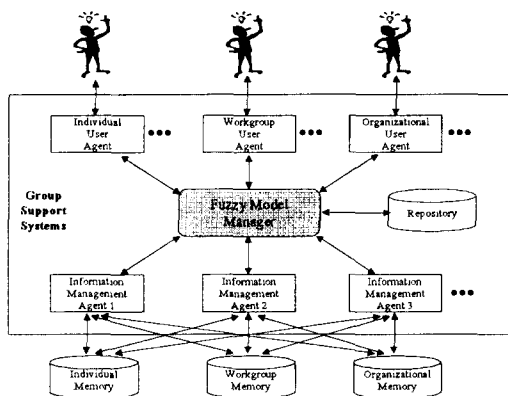 Individual
User
Agent
Workgroup
User
Agent
Organizational
User
Agent
Group
Support
Systems
Fuzzy Model
Manager
Repository
Information
Management
Agent 1
Information
Management
Agent 2
Information
Management
Agent 3
Individual
Memory
Workgroup
Memory
Organizational
Memory